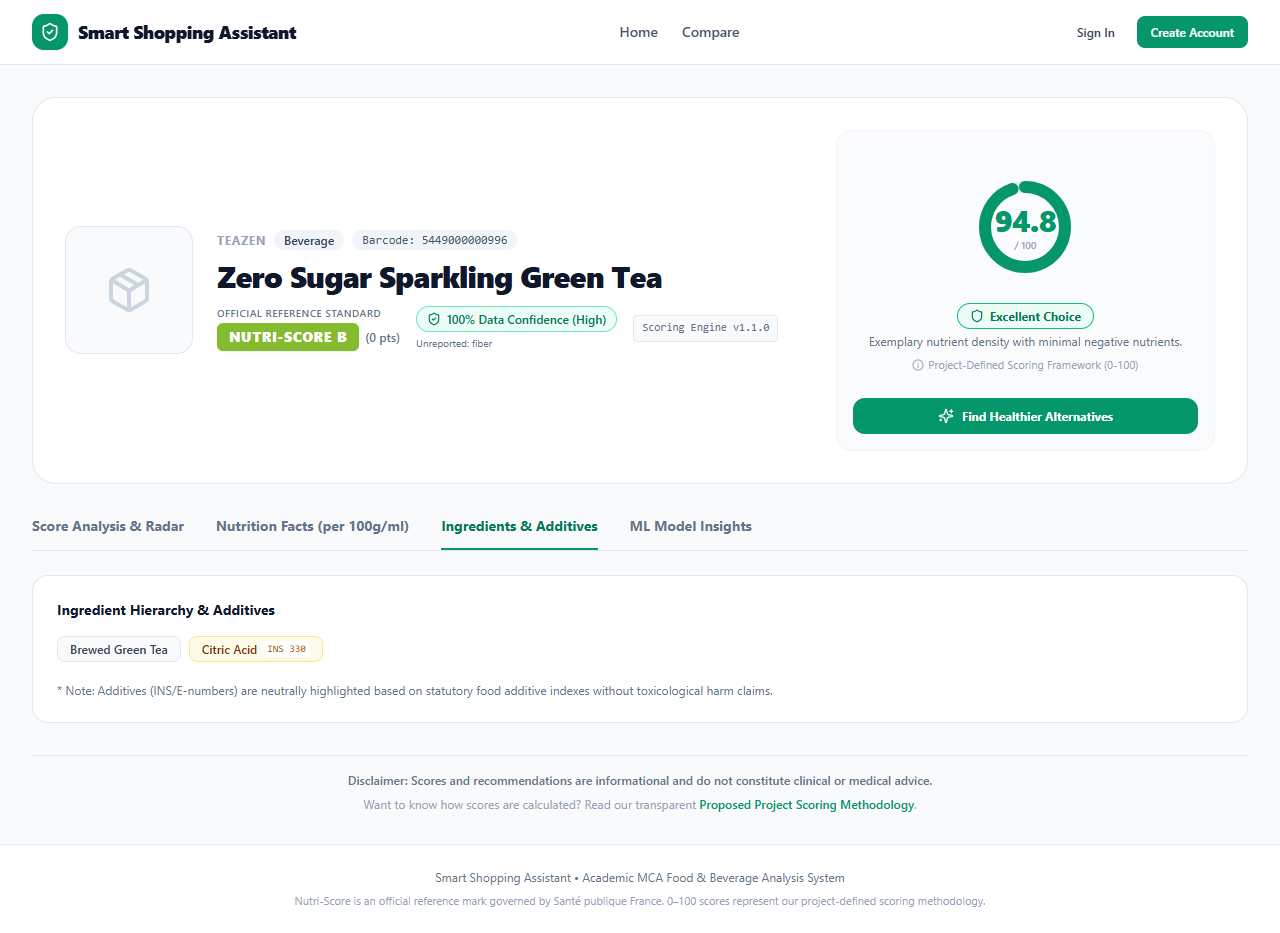 Smart Shopping Assistant
Home
Compare
Sign In
Create Account
TEAZEN
Beverage
Barcode: 5449000000996
Zero Sugar Sparkling Green Tea
OFFICIAL REFERENCE STANDARD
NUTRI-SCORE B
(0 pts)
100% Data Confidence (High)
Unreported: fiber
Scoring Engine v1.1.0
94.8
/ 100
Excellent Choice
Exemplary nutrient density with minimal negative nutrients.
Project-Defined Scoring Framework (0-100)
Find Healthier Alternatives
Score Analysis & Radar
Nutrition Facts (per 100g/ml)
Ingredients & Additives
ML Model Insights
Ingredient Hierarchy & Additives
Brewed Green Tea
Citric Acid INS 330
* Note: Additives (INS/E-numbers) are neutrally highlighted based on statutory food additive indexes without toxicological harm claims.
Disclaimer: Scores and recommendations are informational and do not constitute clinical or medical advice.
Want to know how scores are calculated? Read our transparent Proposed Project Scoring Methodology.
Smart Shopping Assistant • Academic MCA Food & Beverage Analysis System
Nutri-Score is an official reference mark governed by Santé publique France. 0–100 scores represent our project-defined scoring methodology.